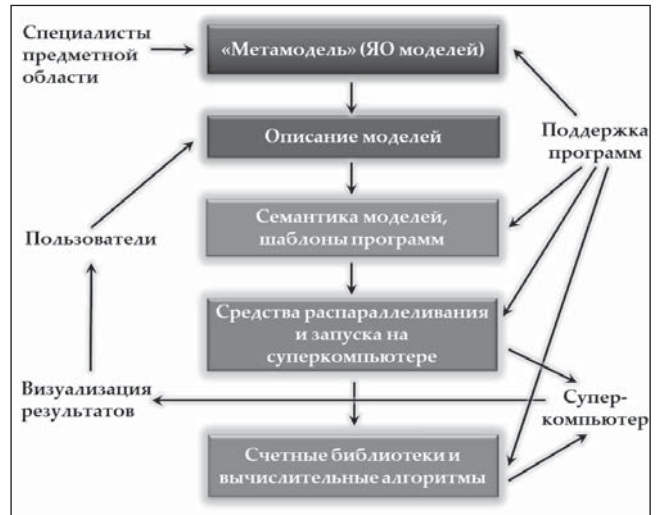 Специалисты
предметной
области
«Метамодель» (ЯО моделей)
Описание моделей
Поддержка
программ
Семантика моделей,
шаблоны программ
Пользователи
Средства распараллеливания
и запуска на
суперкомпьютере
Визуализация
результатов
Супер-
компьютер
Счетные библиотеки и
вычислительные алгоритмы